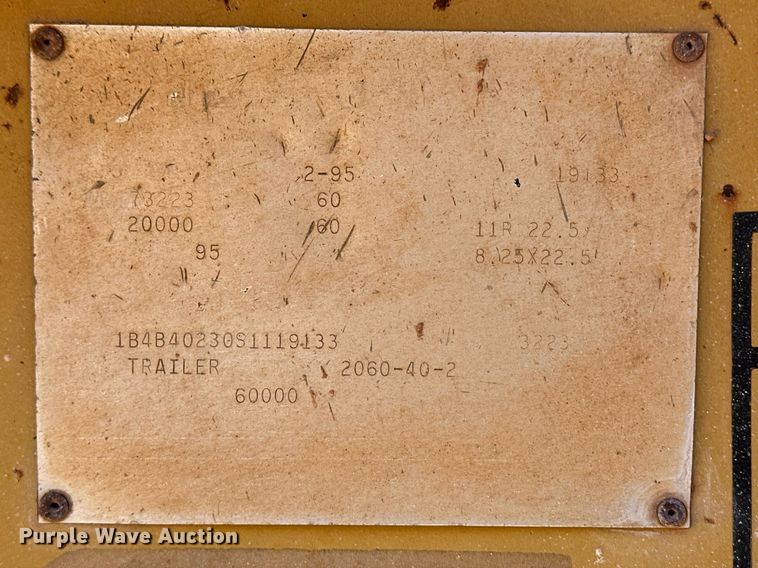 2-95 19133
73223 60
20000 60 11R 22.5
95 8.25X22.5
1B4B40230S1119133 3223
TRAILER 2060-40-2
60000
Purple Wave Auction